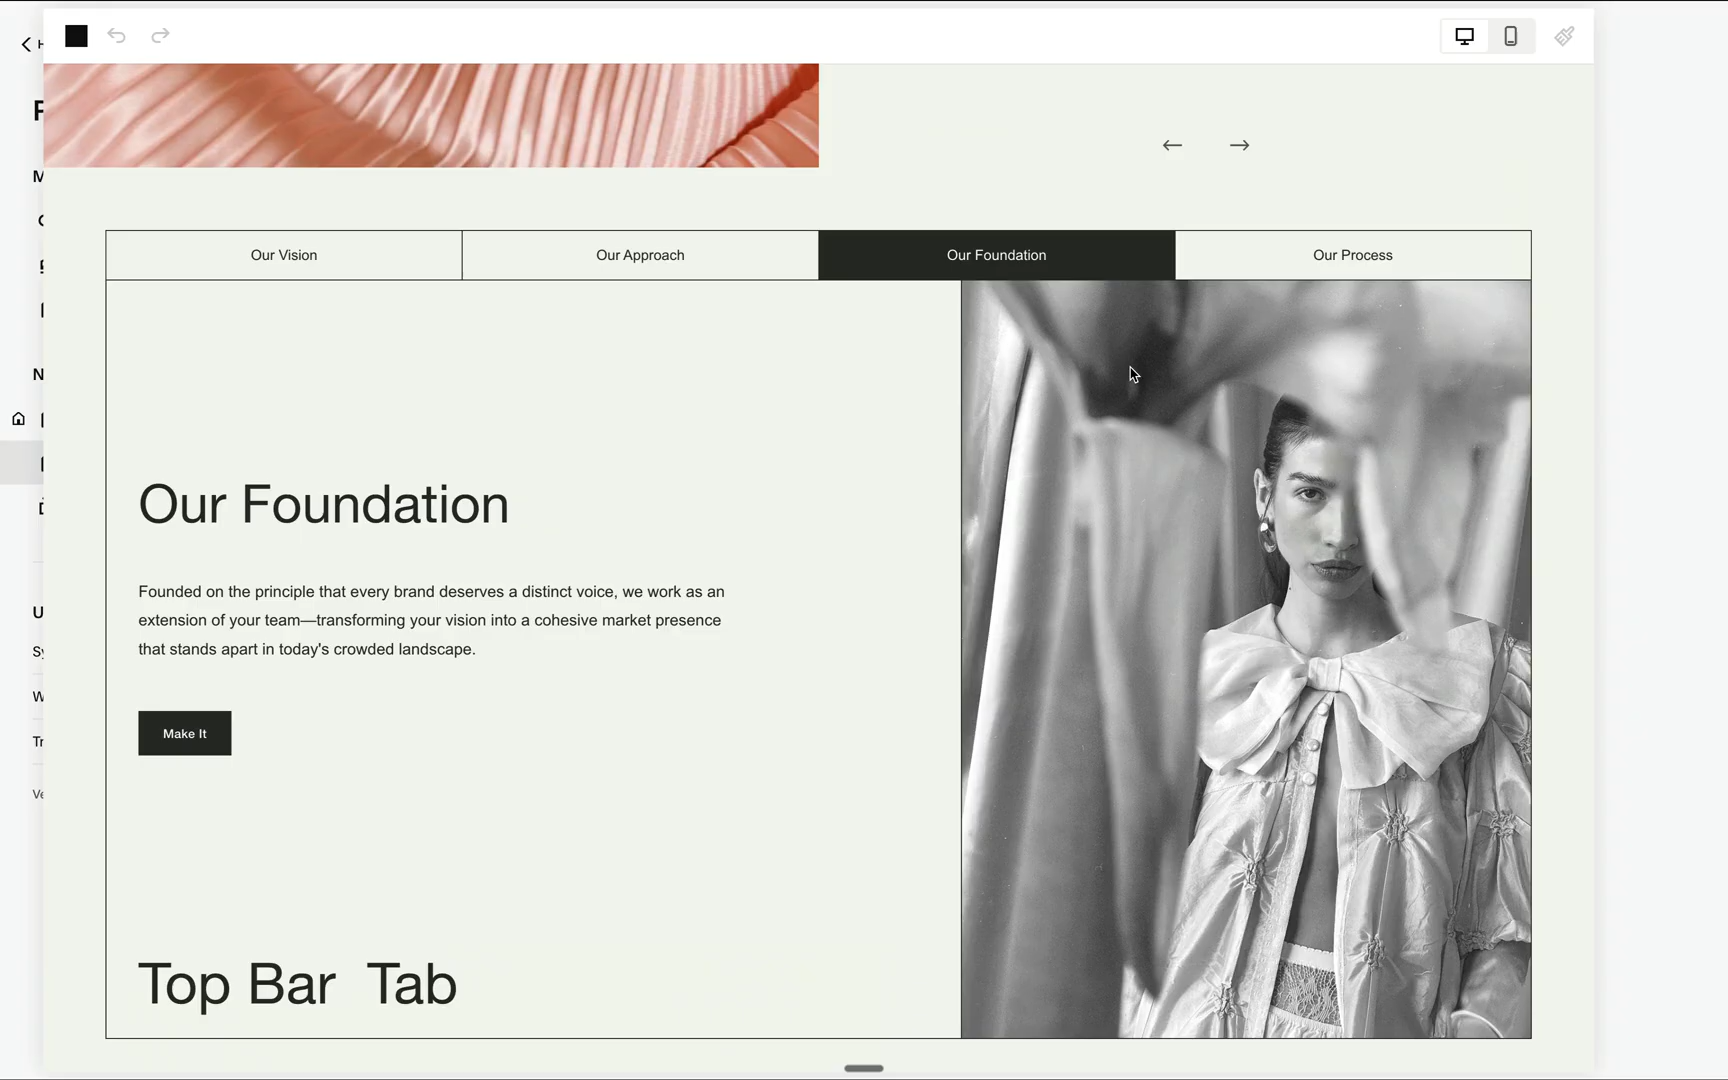 Our Vision
Our Approach
Our Foundation
Our Process
Our Foundation
Founded on the principle that every brand deserves a distinct voice, we work as an
extension of your team—transforming your vision into a cohesive market presence
that stands apart in today's crowded landscape.
Make It
Top Bar Tab